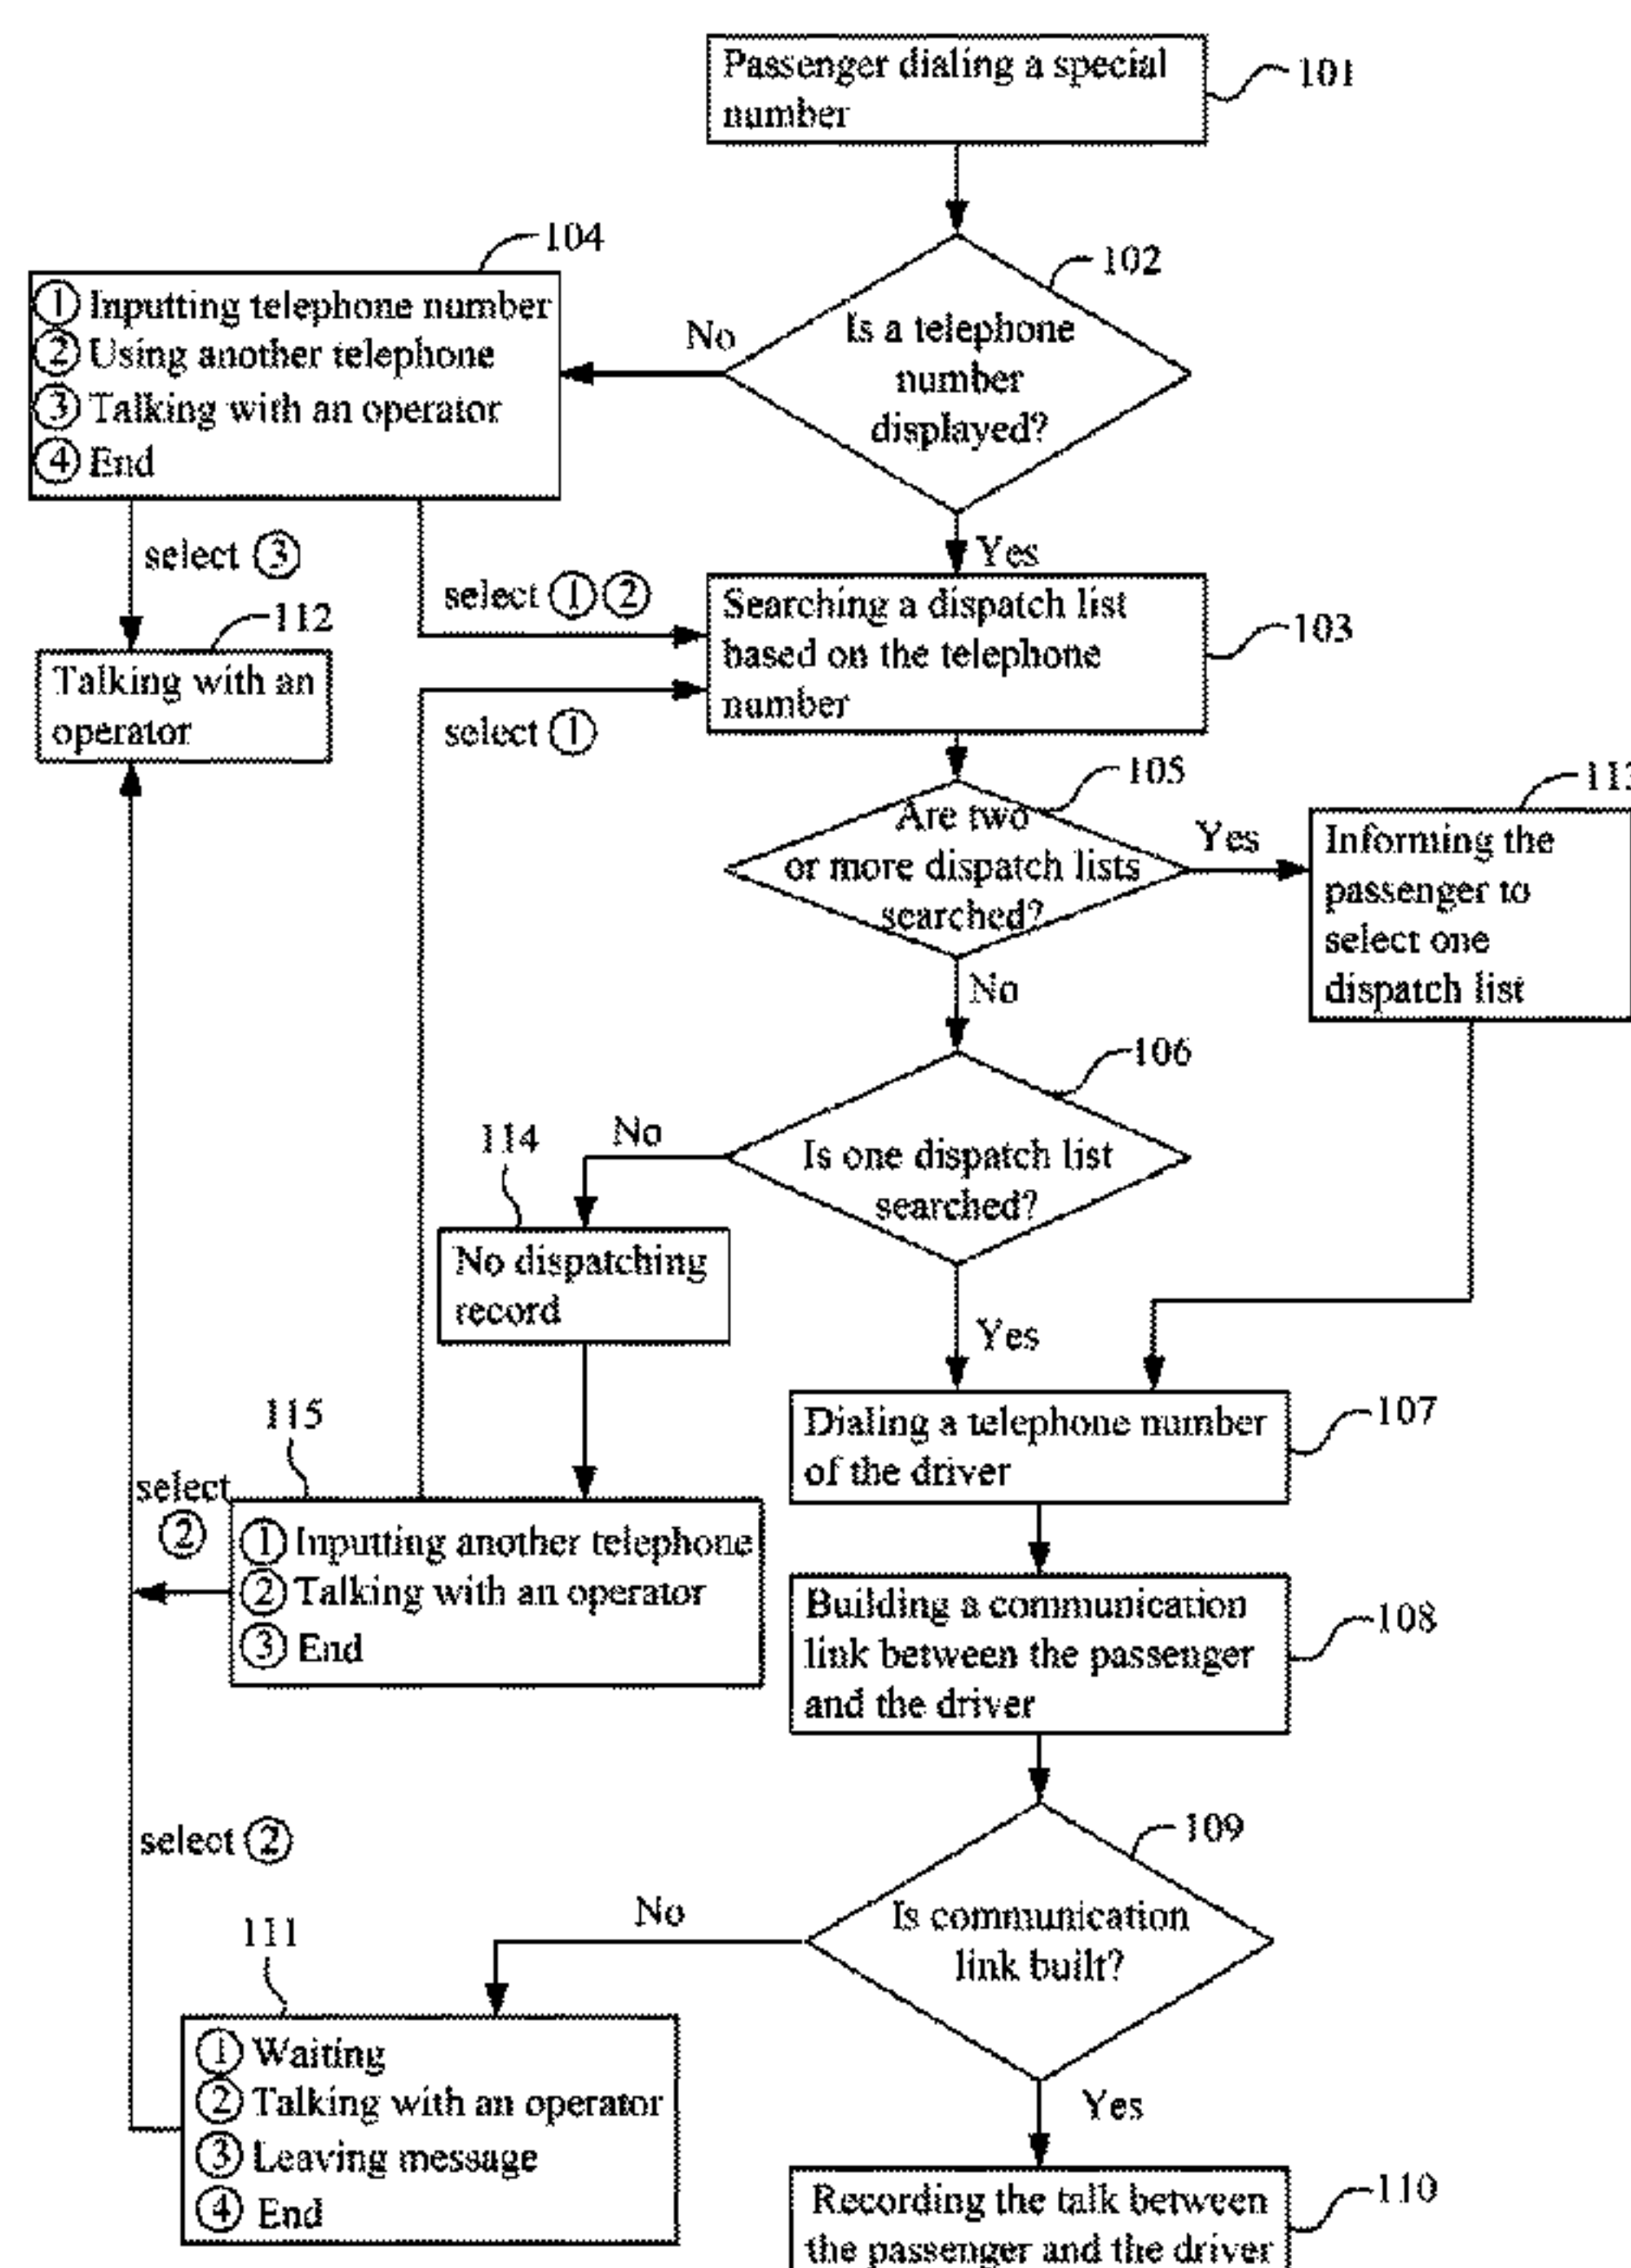 Passenger dialing a special
number
101
102
Is a telephone
number
displayed?
No
104
① Inputting telephone number
② Using another telephone
③ Talking with an operator
④ End
select ③
select ① ②
Yes
112
Talking with an
operator
Searching a dispatch list
based on the telephone
number
103
select ①
105
Are two
or more dispatch lists
searched?
Yes
113
Informing the
passenger to
select one
dispatch list
No
106
Is one dispatch list
searched?
No
114
No dispatching
record
Yes
Dialing a telephone number
of the driver
107
115
select
②
① Inputting another telephone
② Talking with an operator
③ End
Building a communication
link between the passenger
and the driver
108
109
Is communication
link built?
select ②
No
111
① Waiting
② Talking with an operator
③ Leaving message
④ End
Yes
Recording the talk between
the passenger and the driver
110